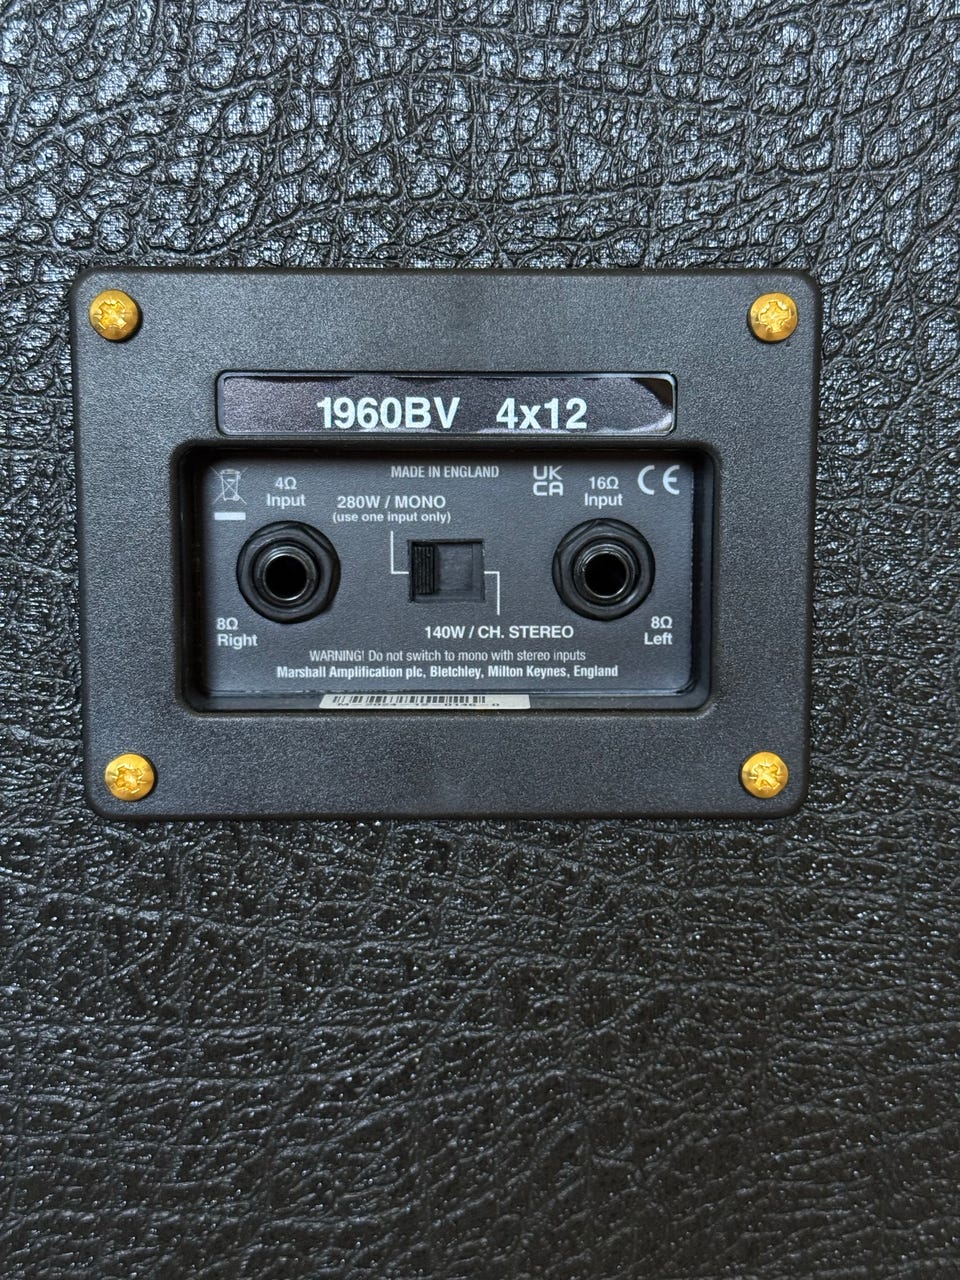 1960BV 4x12
MADE IN ENGLAND
UK
CA
CE
4Ω
Input
280W / MONO
(use one input only)
16Ω
Input
8Ω
Right
140W / CH. STEREO
8Ω
Left
WARNING! Do not switch to mono with stereo inputs
Marshall Amplification plc, Bletchley, Milton Keynes, England